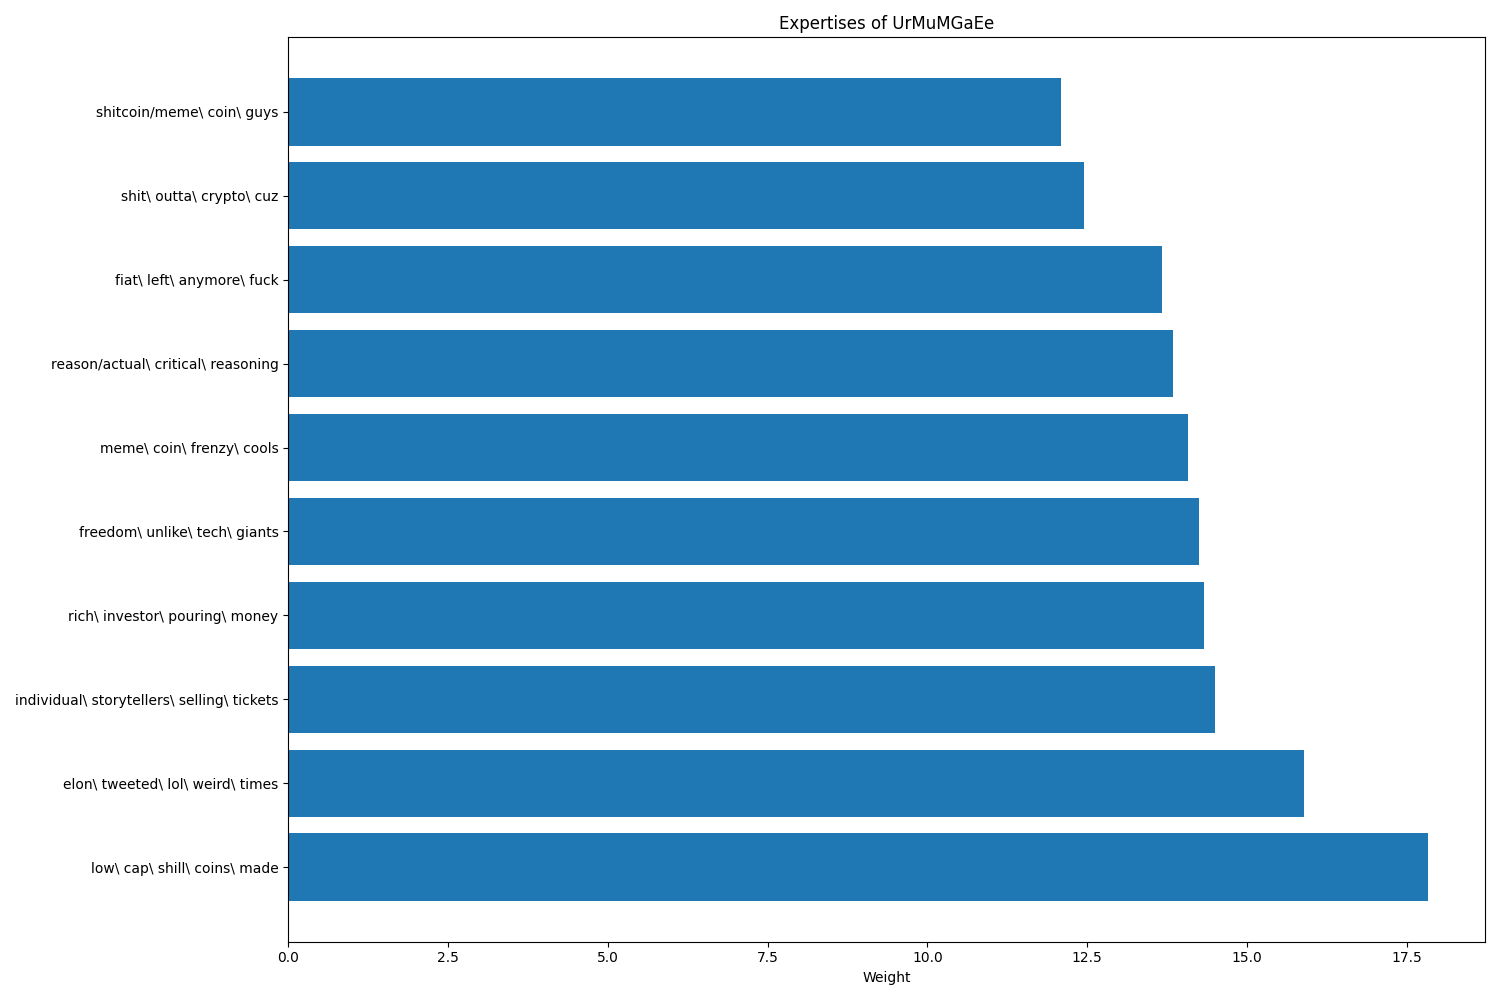 Expertises of UrMuMGaEe
shitcoin/meme\ coin\ guys
shit\ outta\ crypto\ cuz
fiat\ left\ anymore\ fuck
reason/actual\ critical\ reasoning
meme\ coin\ frenzy\ cools
freedom\ unlike\ tech\ giants
rich\ investor\ pouring\ money
individual\ storytellers\ selling\ tickets
elon\ tweeted\ lol\ weird\ times
low\ cap\ shill\ coins\ made
0.0 2.5 5.0 7.5 10.0 12.5 15.0 17.5
Weight